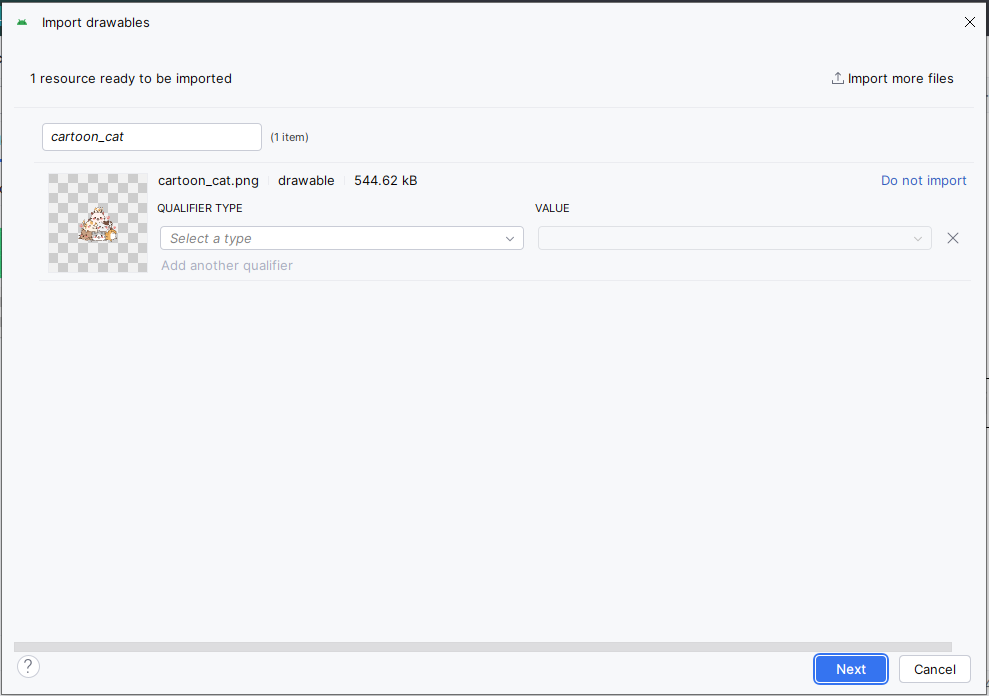 Import drawables
1 resource ready to be imported
Import more files
cartoon_cat (1 item)
cartoon_cat.png drawable 544.62 kB Do not import
QUALIFIER TYPE VALUE
Select a type
Add another qualifier
? Next Cancel